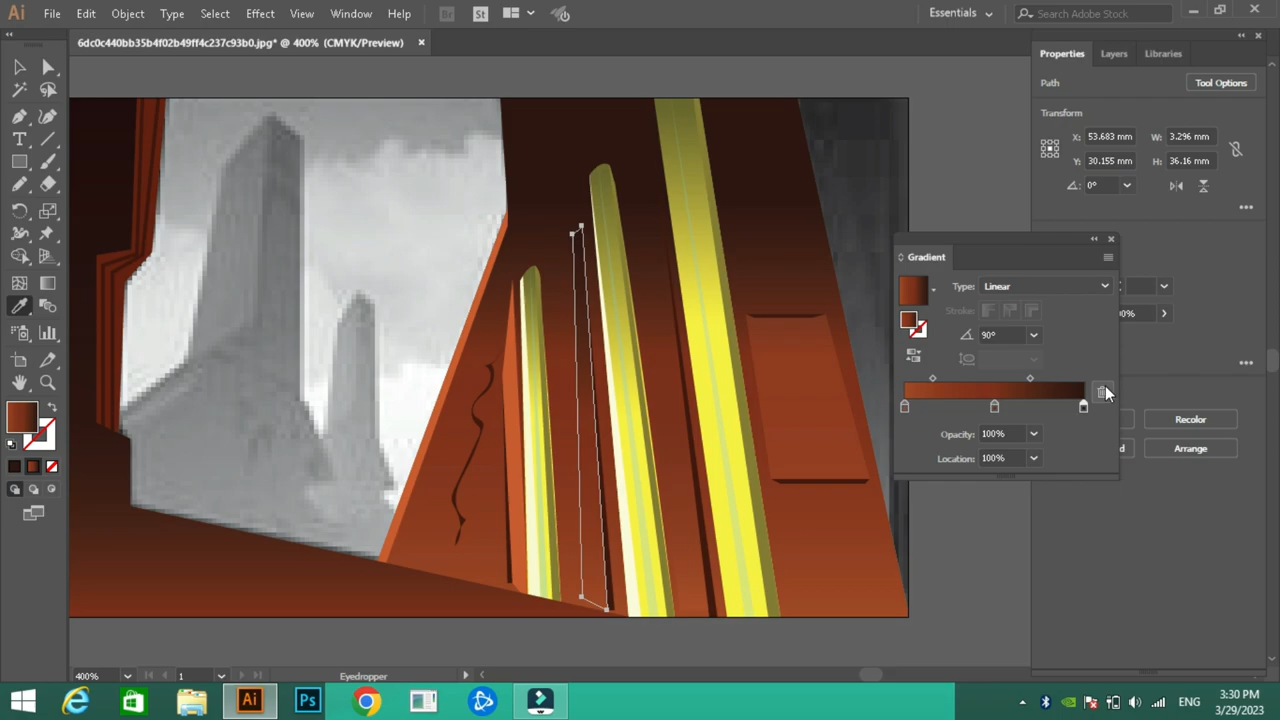 Ai File Edit Object Type Select Effect View Window Help Br St Essentials Search Adobe Stock
6dc0c440bb35b4f02b49ff4c237c93b0.jpg* @ 400% (CMYK/Preview)
Properties Layers Libraries
Path Tool Options
Transform
X: 53.683 mm W: 3.296 mm
Y: 30.155 mm H: 36.16 mm
0°
Gradient
Type: Linear
Stroke:
90°
Opacity: 100%
Location: 100%
Recolor
Arrange
400% 1 Eyedropper
Ai Ps ENG 3:30 PM
3/29/2023